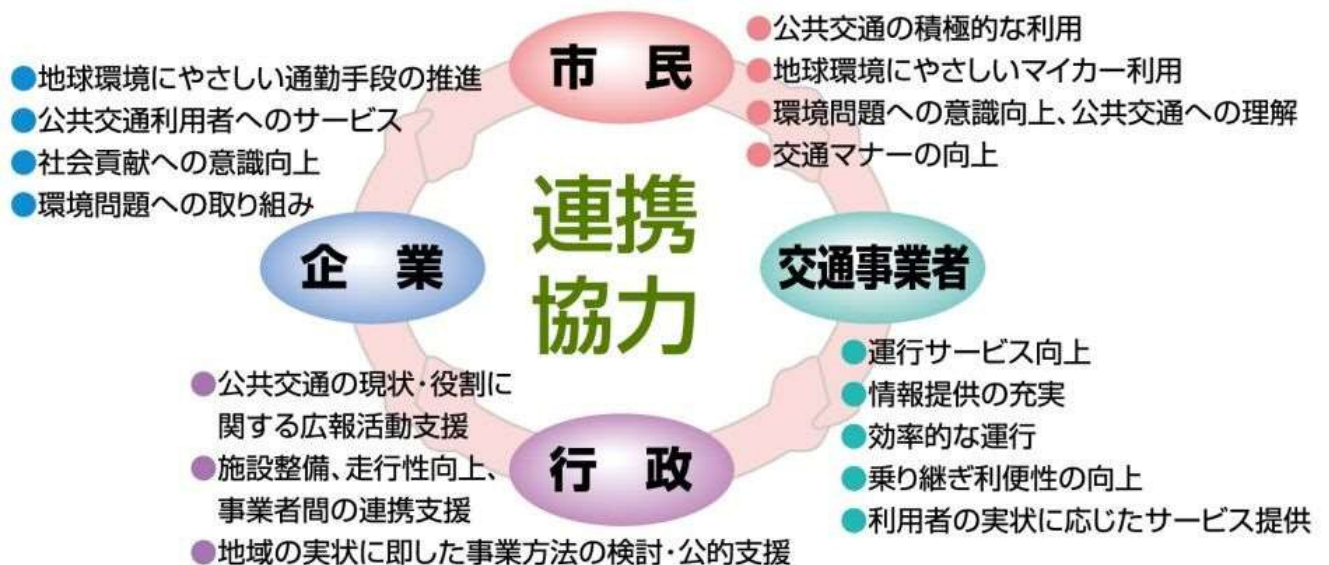 市 民
●公共交通の積極的な利用
●地球環境にやさしいマイカー利用
●環境問題への意識向上、公共交通への理解
●交通マナーの向上
●地球環境にやさしい通勤手段の推進
●公共交通利用者へのサービス
●社会貢献への意識向上
●環境問題への取り組み
企 業
連携
協力
交通事業者
●運行サービス向上
●情報提供の充実
●効率的な運行
●乗り継ぎ利便性の向上
●利用者の実状に応じたサービス提供
行 政
●公共交通の現状・役割に
関する広報活動支援
●施設整備、走行性向上、
事業者間の連携支援
●地域の実状に即した事業方法の検討・公的支援